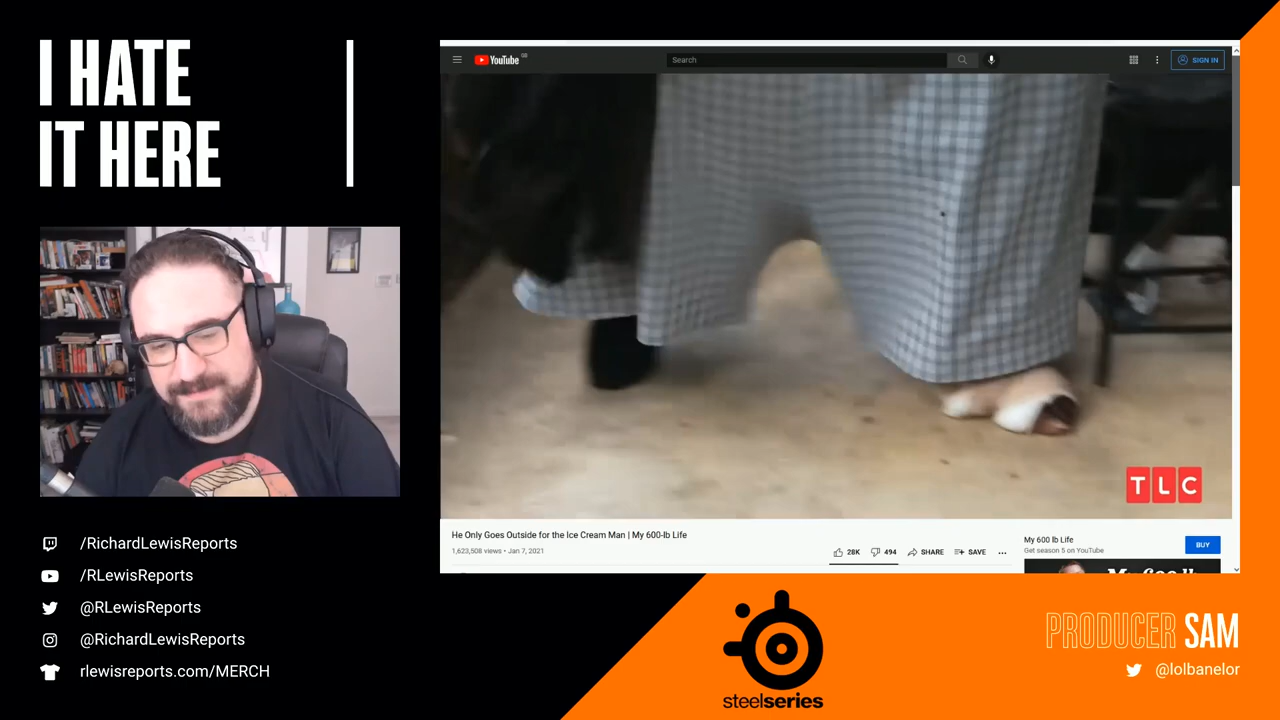 I HATE
IT HERE
YouTube GB
Search
SIGN IN
TLC
He Only Goes Outside for the Ice Cream Man | My 600-lb Life
1,623,508 views • Jan 7, 2021
28K
494
SHARE
SAVE
My 600 lb Life
Get season 5 on YouTube
BUY
/RichardLewisReports
/RLewisReports
@RLewisReports
@RichardLewisReports
rlewisreports.com/MERCH
steelseries
PRODUCER SAM
@lolbanelor